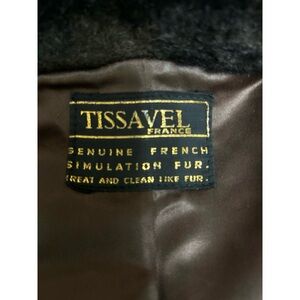 TISSAVEL
FRANCE
GENUINE FRENCH
SIMULATION FUR.
TREAT AND CLEAN LIKE FUR.